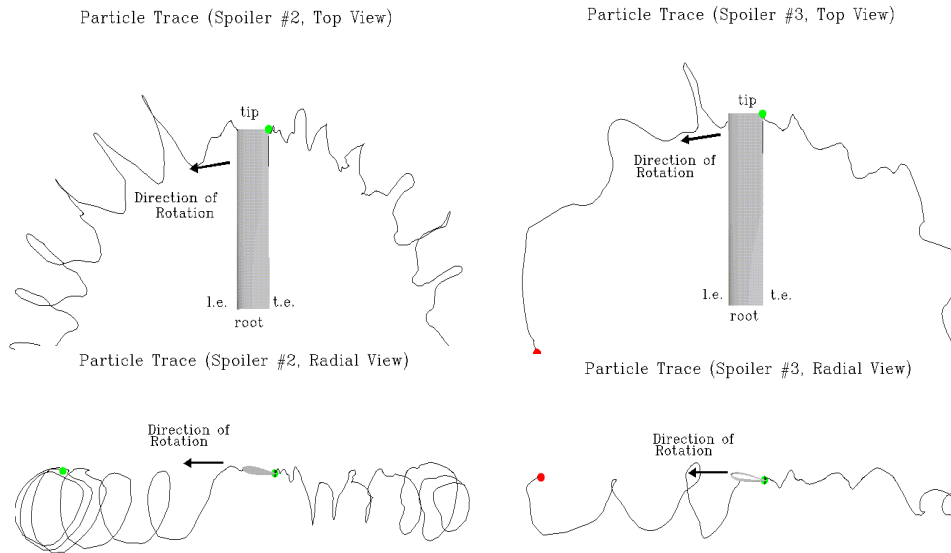 Particle Trace (Spoiler #2, Top View)
tip
Direction of
Rotation
l.e.
t.e.
root
Particle Trace (Spoiler #3, Top View)
tip
Direction of
Rotation
l.e.
t.e.
root
Particle Trace (Spoiler #2, Radial View)
Direction of
Rotation
Particle Trace (Spoiler #3, Radial View)
Direction of
Rotation